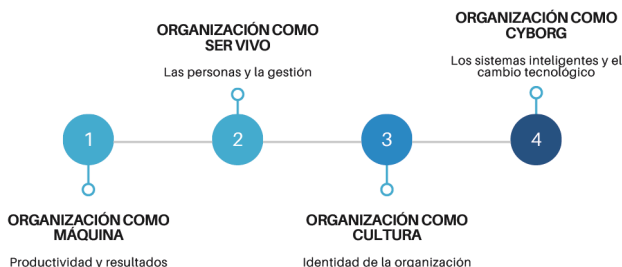 1
ORGANIZACIÓN COMO
MÁQUINA
Productividad y resultados
ORGANIZACIÓN COMO
SER VIVO
Las personas y la gestión
2
3
ORGANIZACIÓN COMO
CULTURA
Identidad de la organización
ORGANIZACIÓN COMO
CYBORG
Los sistemas inteligentes y el
cambio tecnológico
4